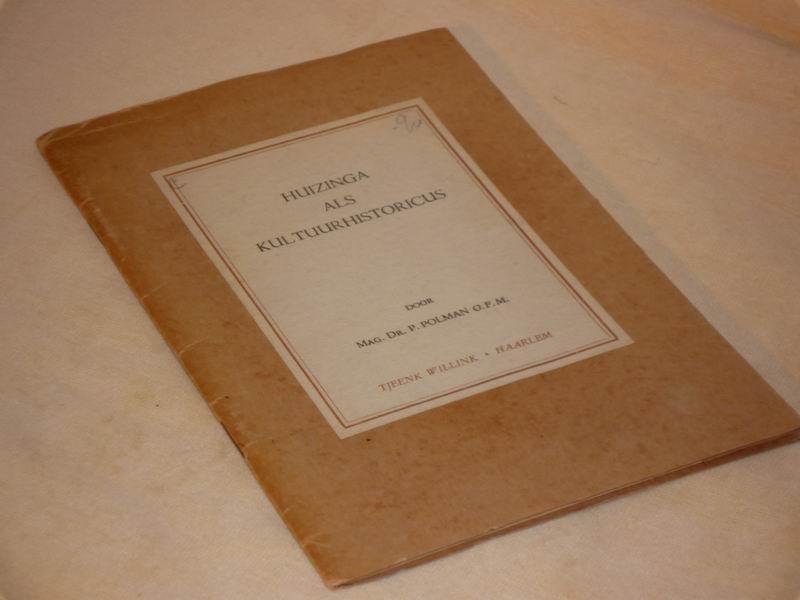 HUIZINGA
ALS
KULTUURHISTORICUS
DOOR
MAG. DR. P. POLMAN O.F.M.
TJEENK WILLINK • HAARLEM